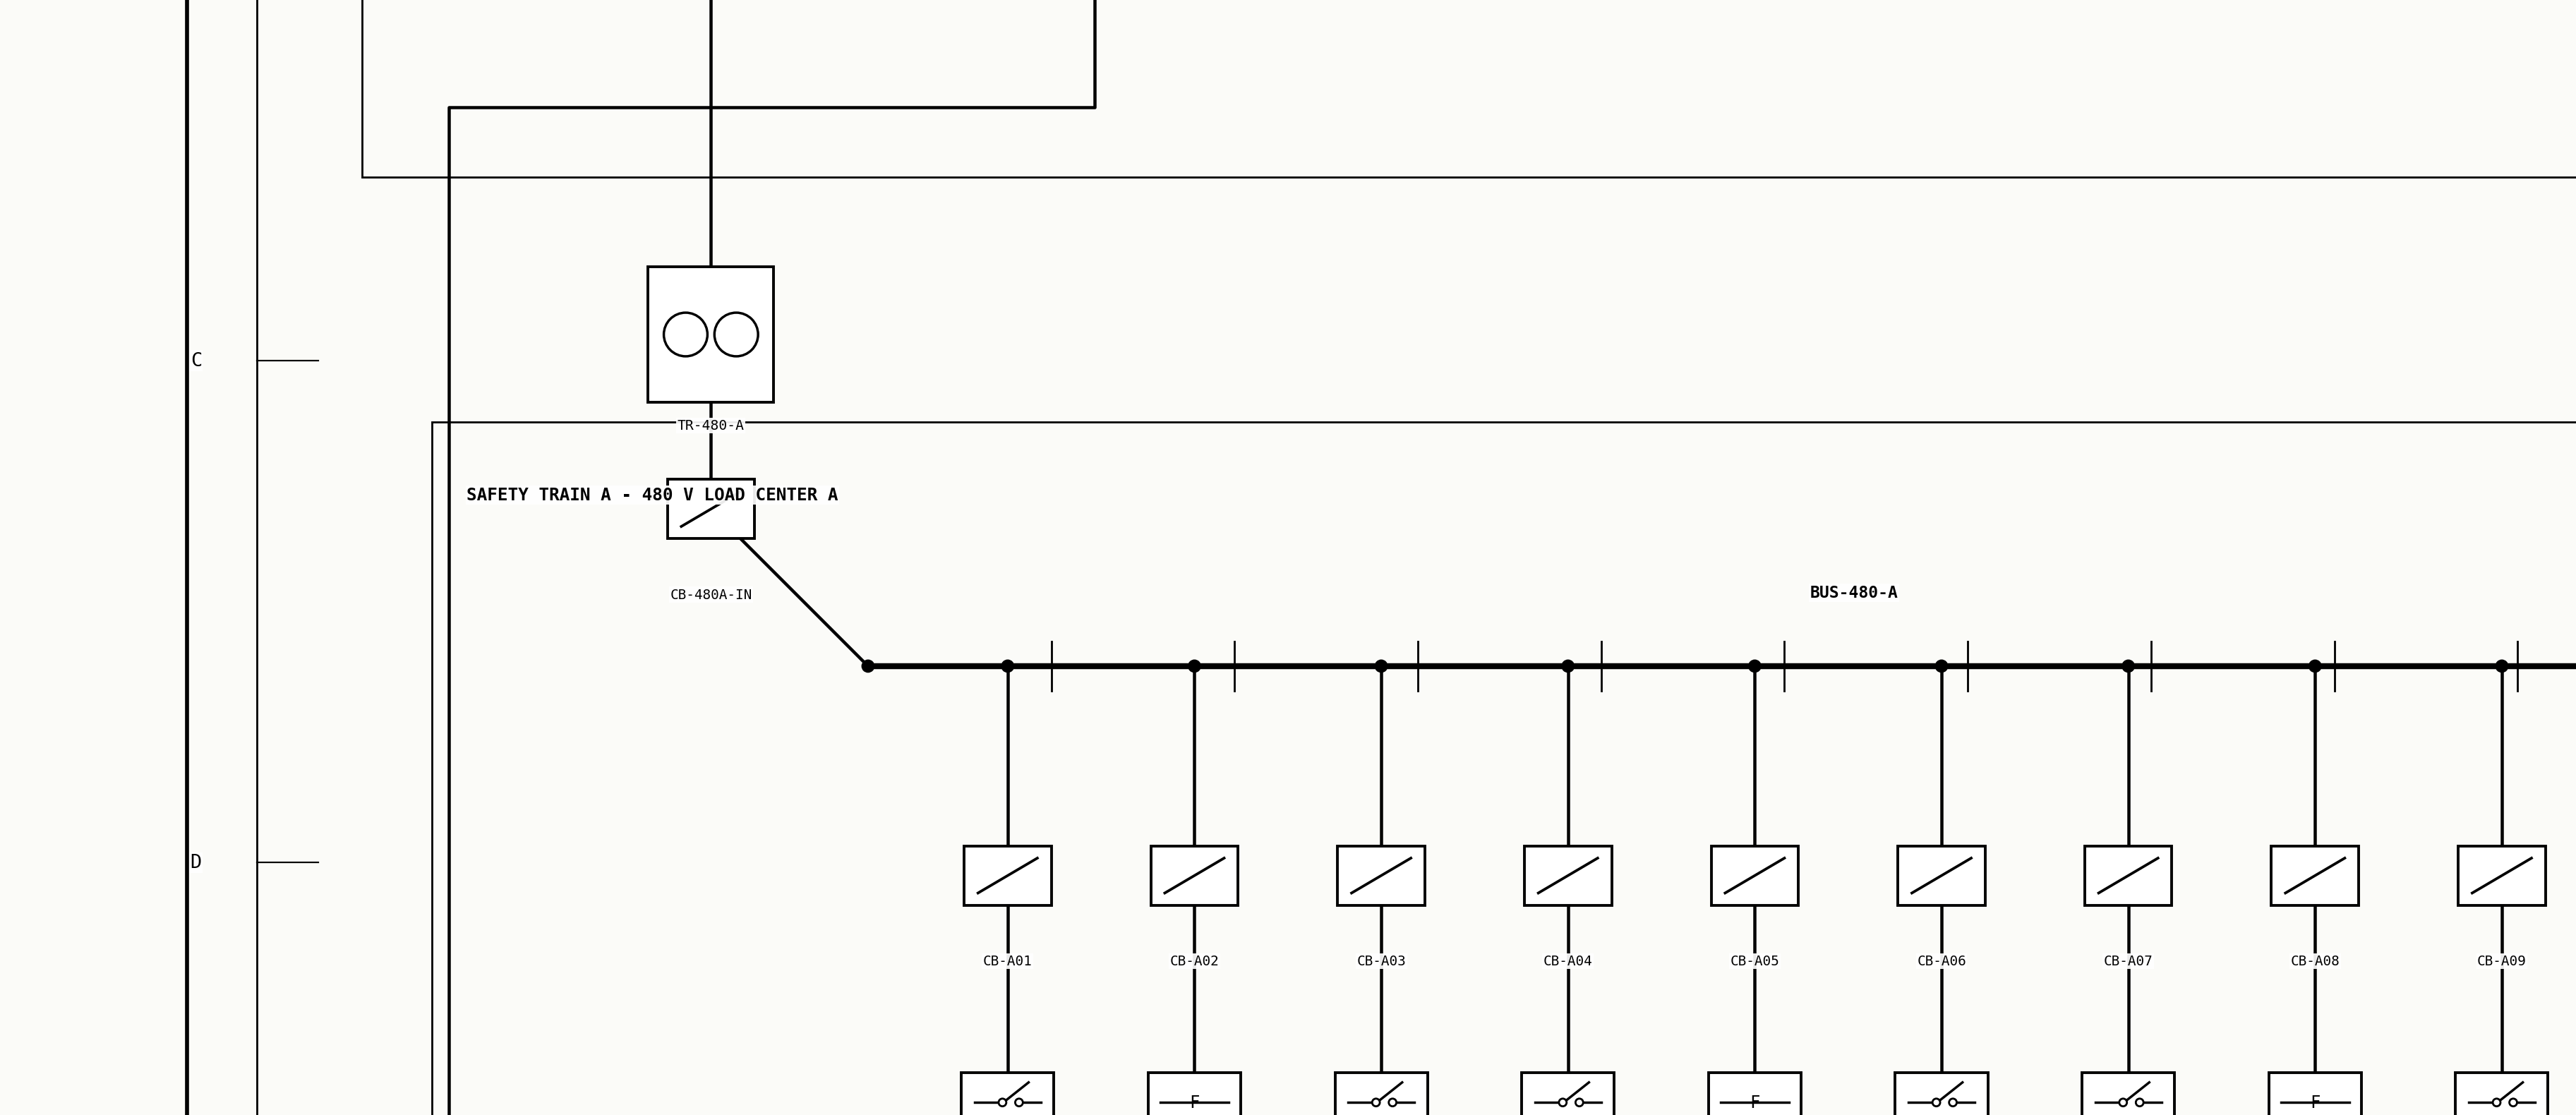 C
TR-480-A
SAFETY TRAIN A - 480 V LOAD CENTER A
CB-480A-IN
BUS-480-A
D
CB-A01 CB-A02 CB-A03 CB-A04 CB-A05 CB-A06 CB-A07 CB-A08 CB-A09
F F F